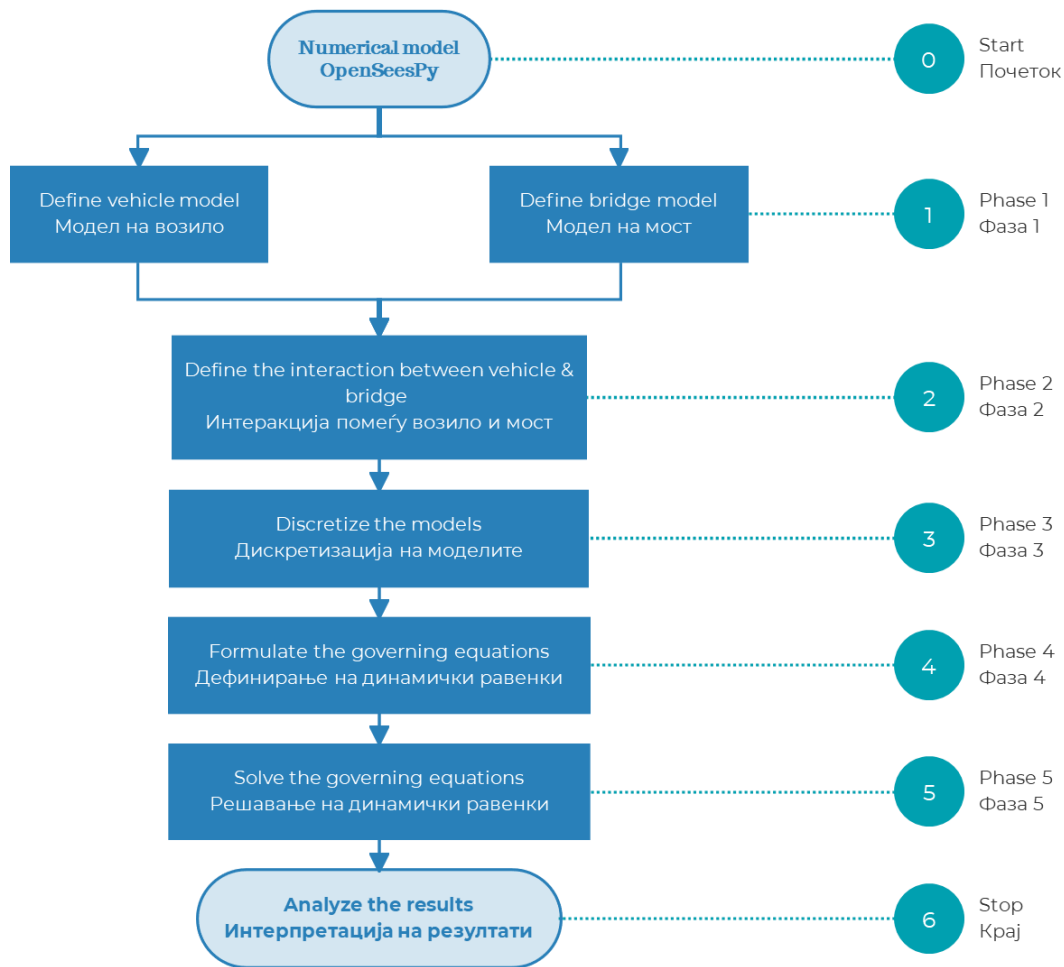 Numerical model
OpenSeesPy
0
Start
Почеток
Define vehicle model
Модел на возило
Define bridge model
Модел на мост
1
Phase 1
Фаза 1
Define the interaction between vehicle &
bridge
Интеракција помеѓу возило и мост
2
Phase 2
Фаза 2
Discretize the models
Дискретизација на моделите
3
Phase 3
Фаза 3
Formulate the governing equations
Дефинирање на динамички равенки
4
Phase 4
Фаза 4
Solve the governing equations
Решавање на динамички равенки
5
Phase 5
Фаза 5
Analyze the results
Интерпретација на резултати
6
Stop
Крај